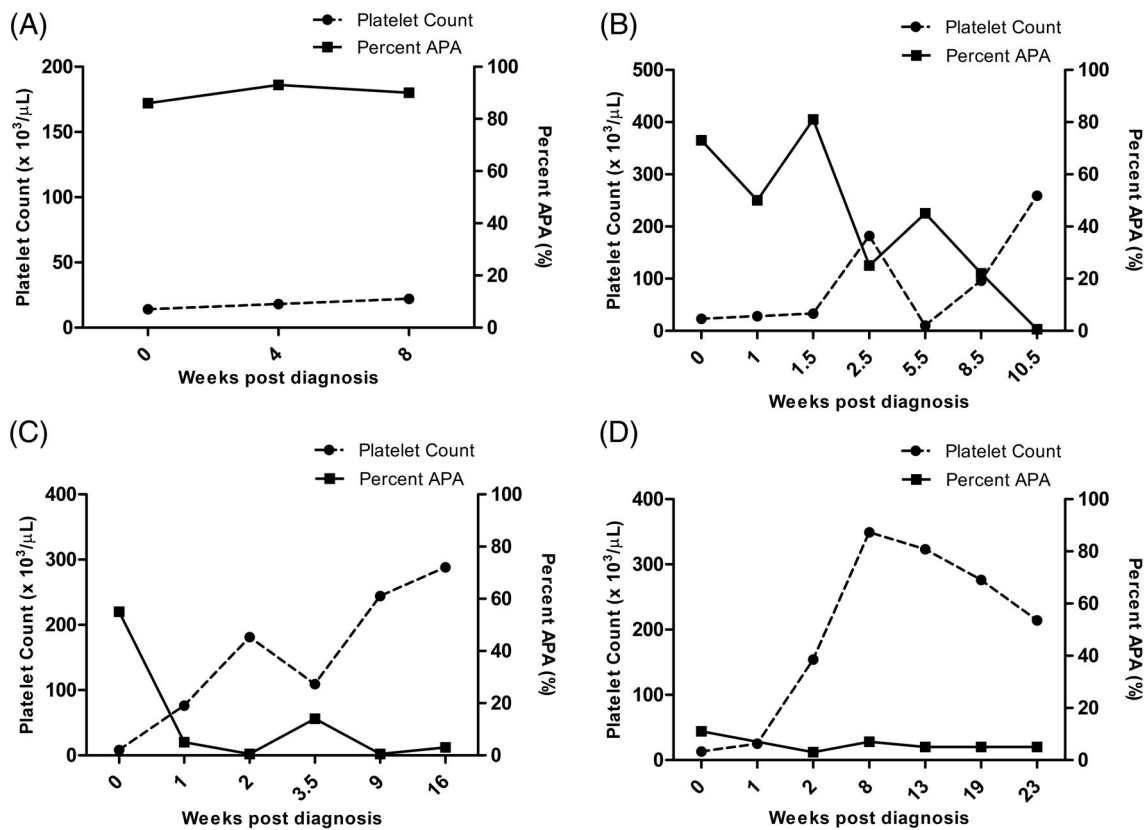 (A)
Platelet Count
Percent APA
Platelet Count (x 10³/µL)
200
150
100
50
0
100
80
60
40
20
0
Percent APA (%)
0 4 8
Weeks post diagnosis
(B)
Platelet Count
Percent APA
Platelet Count (x 10³/µL)
500
400
300
200
100
0
100
80
60
40
20
0
Percent APA (%)
0 1 1.5 2.5 5.5 8.5 10.5
Weeks post diagnosis
(C)
Platelet Count
Percent APA
Platelet Count (x 10³/µL)
400
300
200
100
0
100
80
60
40
20
0
Percent APA (%)
0 1 2 3.5 9 16
Weeks post diagnosis
(D)
Platelet Count
Percent APA
Platelet Count (x 10³/µL)
400
300
200
100
0
100
80
60
40
20
0
Percent APA (%)
0 1 2 8 13 19 23
Weeks post diagnosis